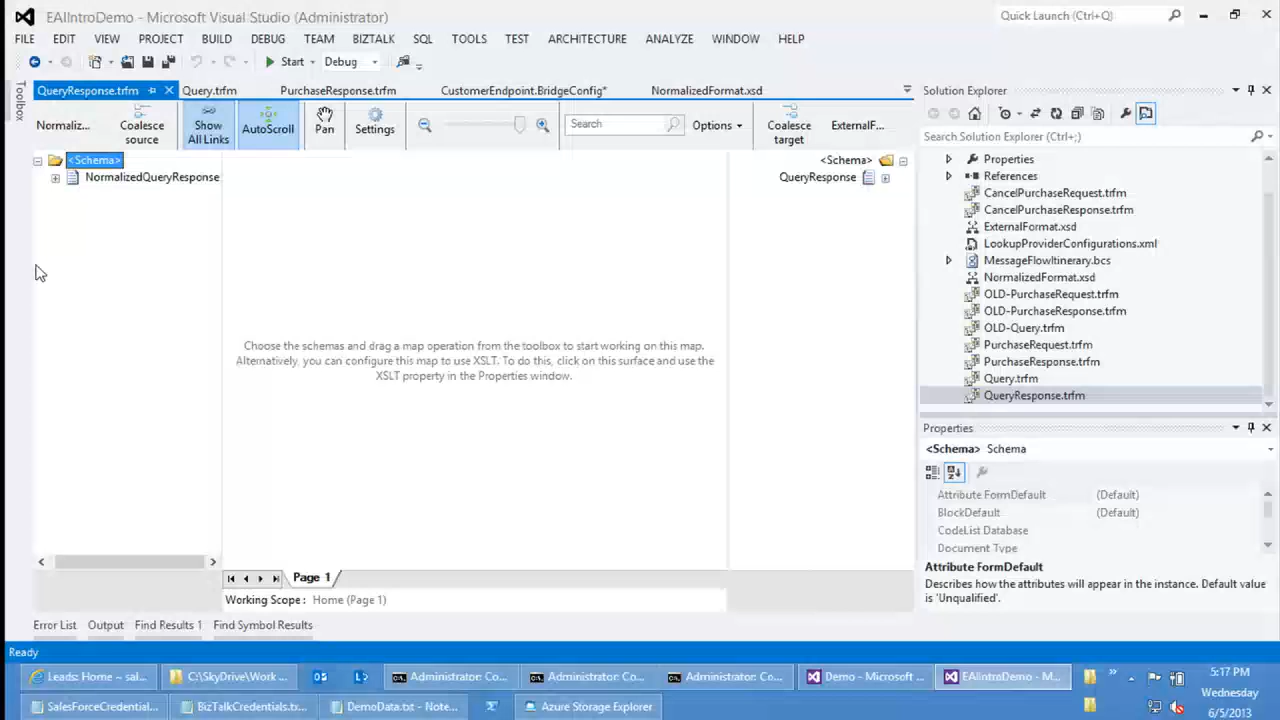 EAIIntroDemo - Microsoft Visual Studio (Administrator)
Quick Launch (Ctrl+Q)
FILE EDIT VIEW PROJECT BUILD DEBUG TEAM BIZTALK SQL TOOLS TEST ARCHITECTURE ANALYZE WINDOW HELP
Start Debug
Toolbox
QueryResponse.trfm Query.trfm PurchaseResponse.trfm CustomerEndpoint.BridgeConfig* NormalizedFormat.xsd
Normaliz...
Coalesce
source
Show
All Links
AutoScroll
Pan
Settings
Search
Options
Coalesce
target
ExternalF...
<Schema>
NormalizedQueryResponse
<Schema>
QueryResponse
Choose the schemas and drag a map operation from the toolbox to start working on this map.
Alternatively, you can configure this map to use XSLT. To do this, click on this surface and use the
XSLT property in the Properties window.
Page 1
Working Scope : Home (Page 1)
Solution Explorer
Search Solution Explorer (Ctrl+;)
Properties
References
CancelPurchaseRequest.trfm
CancelPurchaseResponse.trfm
ExternalFormat.xsd
LookupProviderConfigurations.xml
MessageFlowItinerary.bcs
NormalizedFormat.xsd
OLD-PurchaseRequest.trfm
OLD-PurchaseResponse.trfm
OLD-Query.trfm
PurchaseRequest.trfm
PurchaseResponse.trfm
Query.trfm
QueryResponse.trfm
Properties
<Schema> Schema
Attribute FormDefault (Default)
BlockDefault (Default)
CodeList Database
Document Type
Attribute FormDefault
Describes how the attributes will appear in the instance. Default value
is 'Unqualified'.
Error List Output Find Results 1 Find Symbol Results
Ready
Leads: Home ~ sal... C:\SkyDrive\Work ... Administrator: Co... Administrator: Co... Administrator: Co... Demo - Microsoft ... EAIIntroDemo - M...
SalesForceCredential... BizTalkCredentials.tx... DemoData.txt - Note... Azure Storage Explorer
5:17 PM
Wednesday
6/5/2013